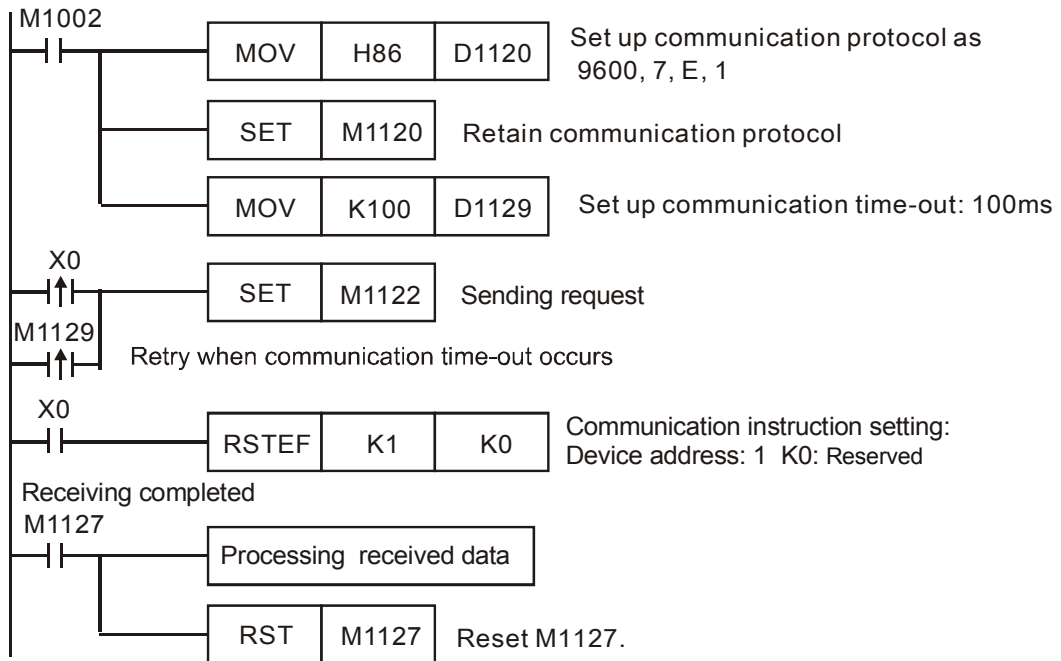 M1002
MOV H86 D1120 Set up communication protocol as
9600, 7, E, 1
SET M1120 Retain communication protocol
MOV K100 D1129 Set up communication time-out: 100ms
X0
SET M1122 Sending request
M1129
Retry when communication time-out occurs
X0
RSTEF K1 K0 Communication instruction setting:
Device address: 1 K0: Reserved
Receiving completed
M1127
Processing received data
RST M1127 Reset M1127.